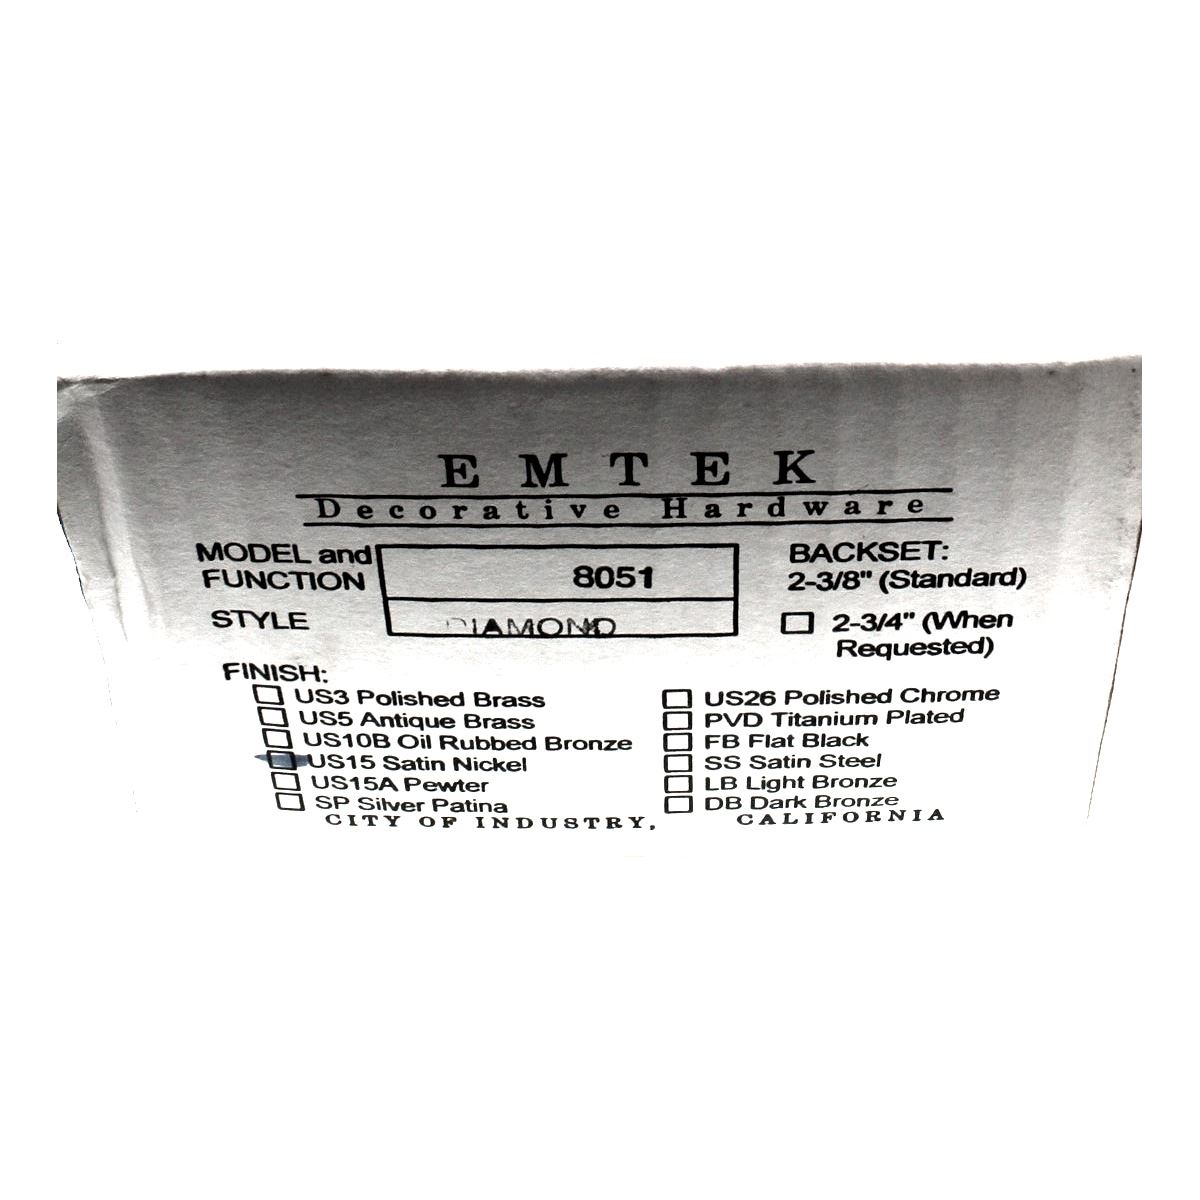 EMTEK
Decorative Hardware
MODEL and FUNCTION 8051
STYLE DIAMOND
BACKSET:
2-3/8" (Standard)
2-3/4" (When Requested)
FINISH:
US3 Polished Brass
US5 Antique Brass
US10B Oil Rubbed Bronze
US15 Satin Nickel
US15A Pewter
SP Silver Patina
US26 Polished Chrome
PVD Titanium Plated
FB Flat Black
SS Satin Steel
LB Light Bronze
DB Dark Bronze
CITY OF INDUSTRY, CALIFORNIA